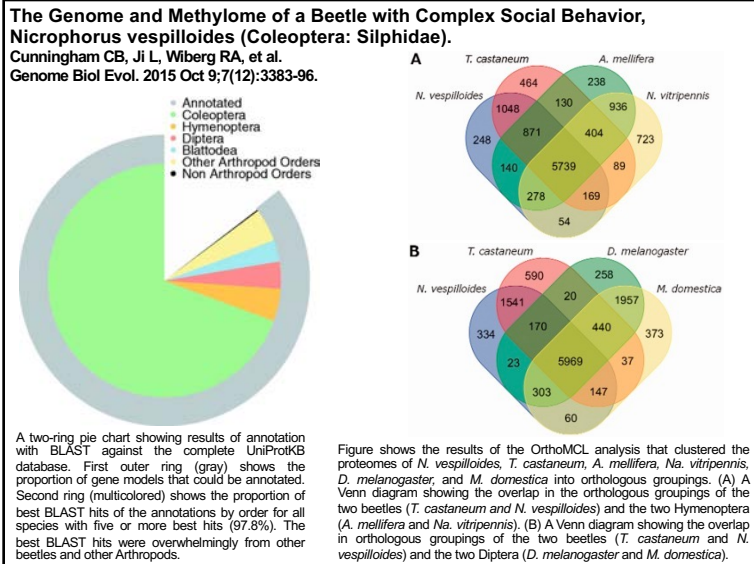 The Genome and Methylome of a Beetle with Complex Social Behavior,
Nicrophorus vespilloides (Coleoptera: Silphidae).
Cunningham CB, Ji L, Wiberg RA, et al.
Genome Biol Evol. 2015 Oct 9;7(12):3383-96.
Annotated
Coleoptera
Hymenoptera
Diptera
Blattodea
Other Arthropod Orders
Non Arthropod Orders
A two-ring pie chart showing results of annotation
with BLAST against the complete UniProtKB
database. First outer ring (gray) shows the
proportion of gene models that could be annotated.
Second ring (multicolored) shows the proportion of
best BLAST hits of the annotations by order for all
species with five or more best hits (97.8%). The
best BLAST hits were overwhelmingly from other
beetles and other Arthropods.
A
T. castaneum
A. mellifera
N. vespilloides
N. vitripennis
464
238
1048
130
936
248
871
404
723
140
5739
89
278
169
54
B
T. castaneum
D. melanogaster
N. vespilloides
M. domestica
590
258
1541
20
1957
334
170
440
373
23
5969
37
303
147
60
Figure shows the results of the OrthoMCL analysis that clustered the
proteomes of N. vespilloides, T. castaneum, A. mellifera, Na. vitripennis,
D. melanogaster, and M. domestica into orthologous groupings. (A) A
Venn diagram showing the overlap in the orthologous groupings of the
two beetles (T. castaneum and N. vespilloides) and the two Hymenoptera
(A. mellifera and Na. vitripennis). (B) A Venn diagram showing the overlap
in orthologous groupings of the two beetles (T. castaneum and N.
vespilloides) and the two Diptera (D. melanogaster and M. domestica).